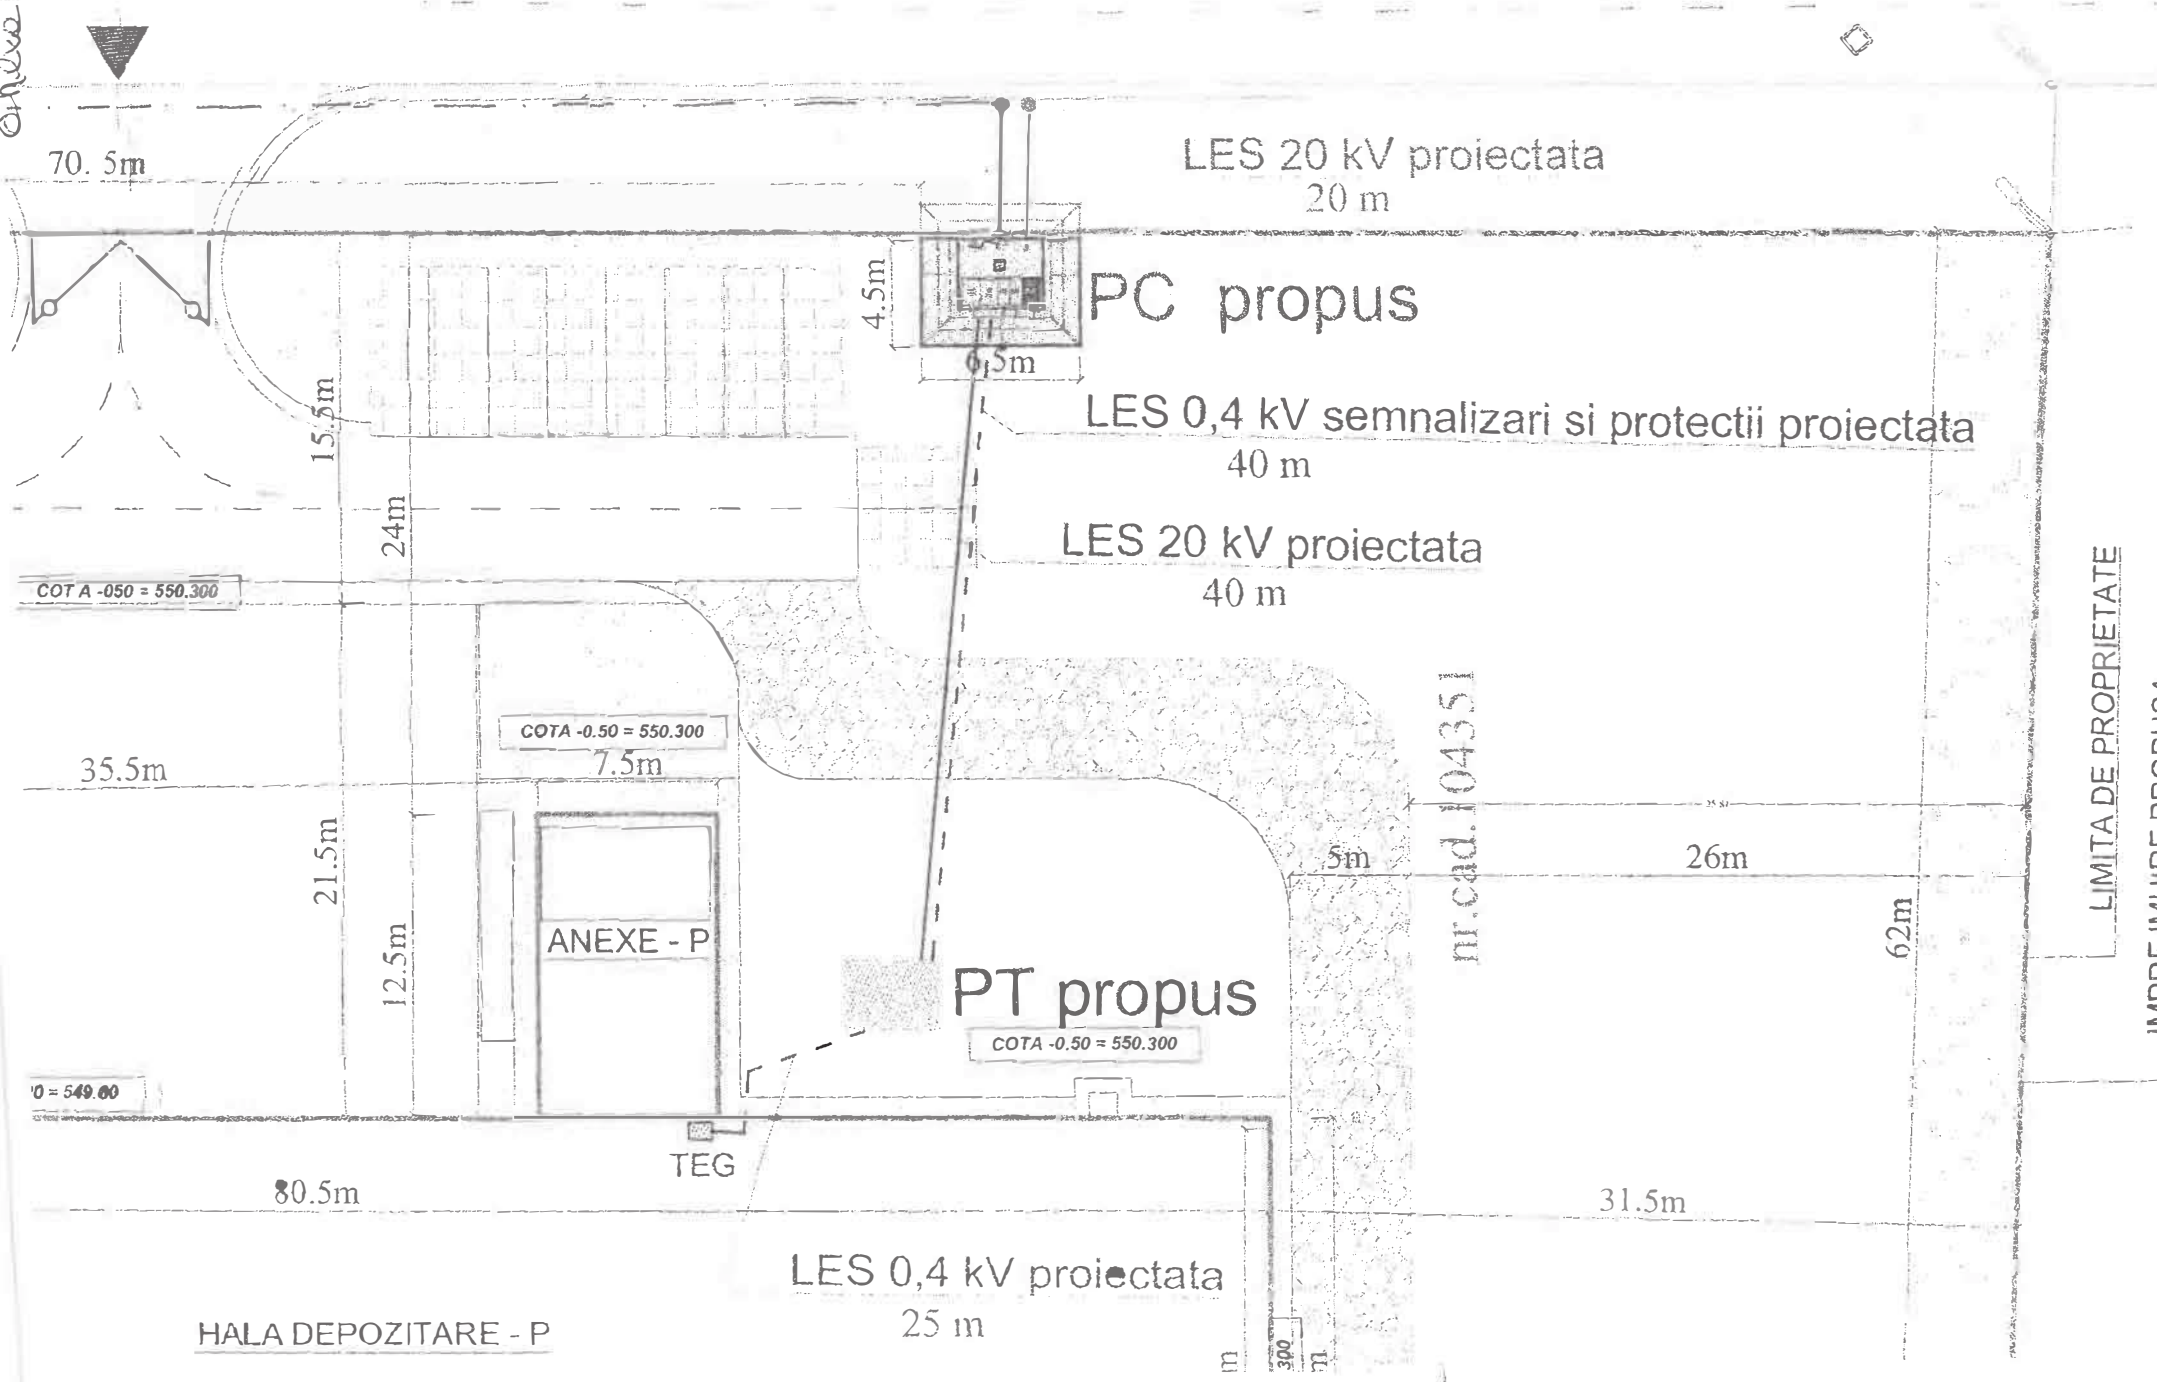 70. 5m
LES 20 kV proiectata
20 m
4.5m
PC propus
6,5m
15.5m
LES 0,4 kV semnalizari si protectii proiectata
40 m
24m
LES 20 kV proiectata
40 m
COT A -050 = 550.300
LIMITA DE PROPRIETATE
nr.cad.104351
COTA -0.50 = 550.300
7.5m
35.5m
21.5m
5m
26m
62m
ANEXE - P
12.5m
PT propus
COTA -0.50 = 550.300
0 = 549.60
TEG
80.5m
31.5m
LES 0,4 kV proiectata
25 m
HALA DEPOZITARE - P
300
m
m